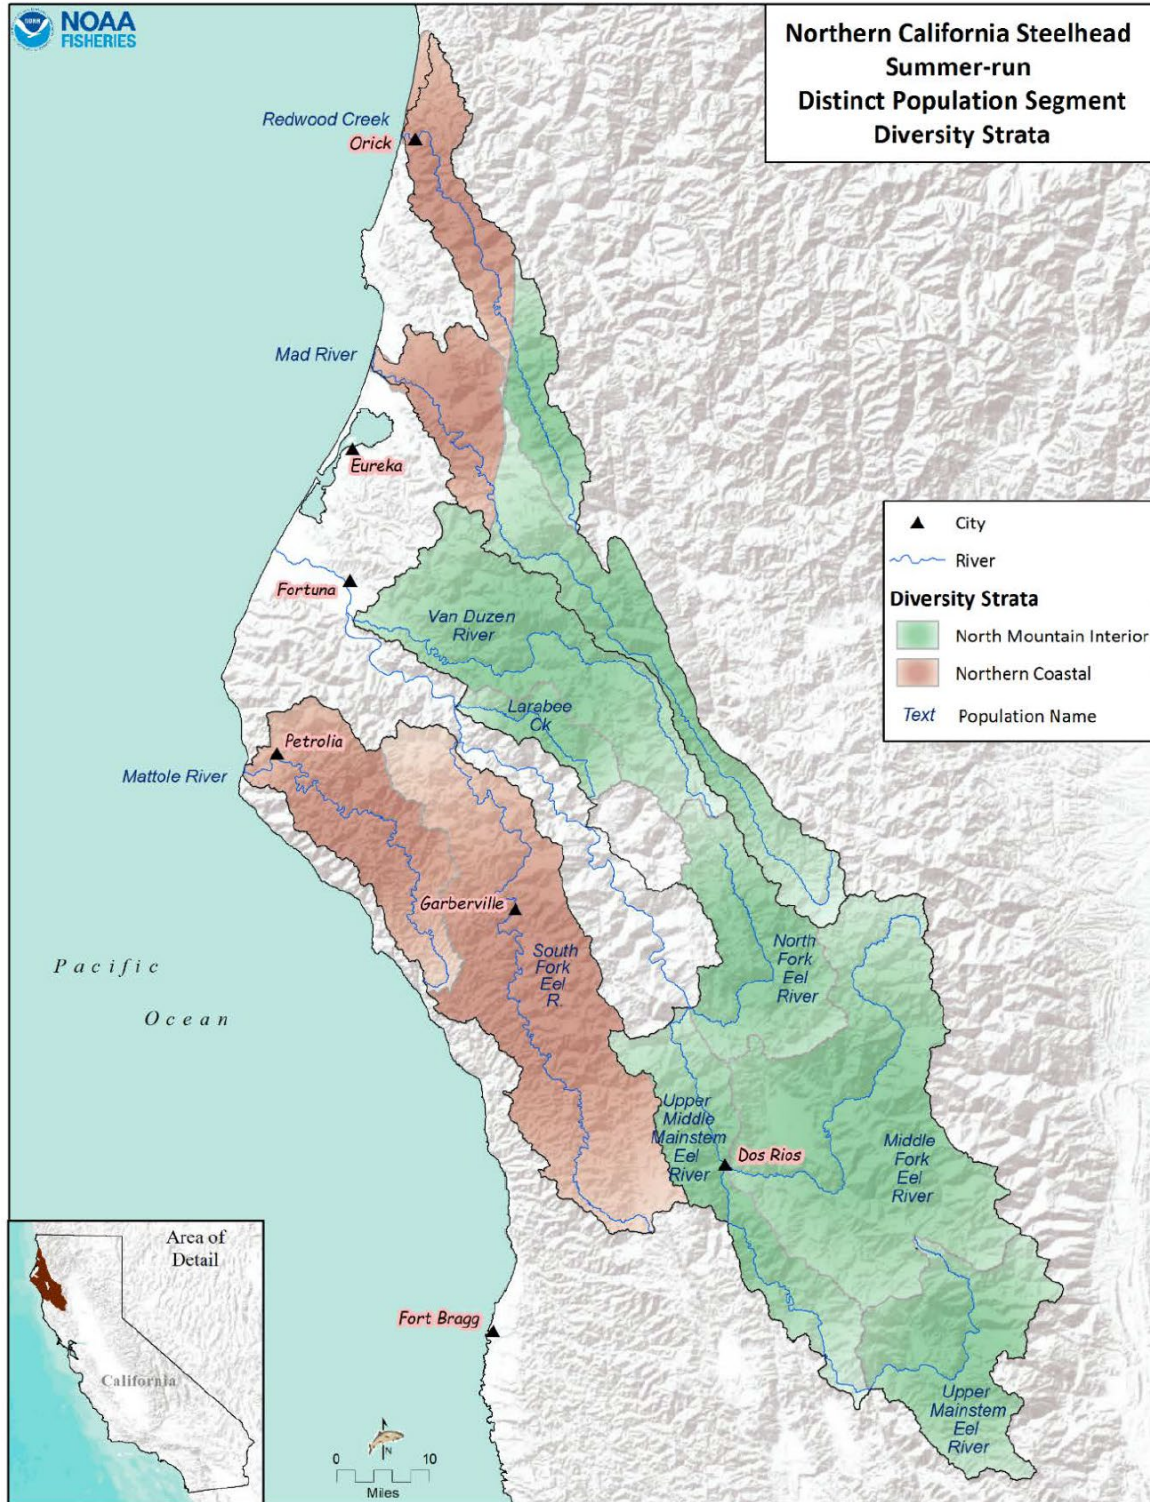 NOAA
FISHERIES
Northern California Steelhead
Summer-run
Distinct Population Segment
Diversity Strata
Redwood Creek
Orick
Mad River
Eureka
Fortuna
Van Duzen
River
Larabee
Ck
Petrolia
Mattole River
Garberville
South
Fork
Eel
R.
North
Fork
Eel
River
Pacific
Ocean
Upper
Middle
Mainstem
Eel
River
Dos Rios
Middle
Fork
Eel
River
Fort Bragg
Upper
Mainstem
Eel
River
City
River
Diversity Strata
North Mountain Interior
Northern Coastal
Text Population Name
Area of
Detail
California
N
0 10
Miles